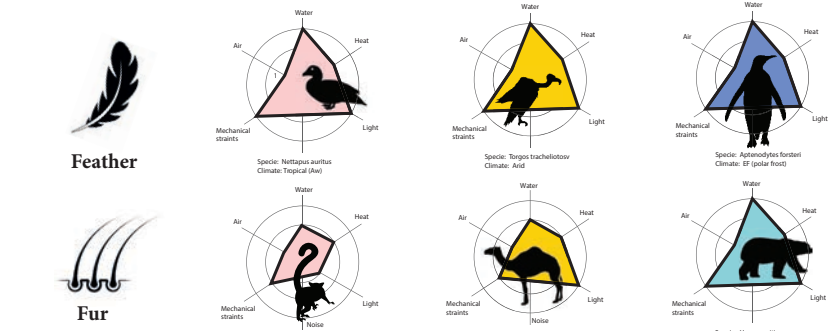 Feather
Water
Air
Heat
1
Mechanical
straints
Light
Specie: Nettapus auritus
Climate: Tropical (Aw)
Water
Air
Heat
Mechanical
straints
Light
Specie: Torgos tracheliotosv
Climate: Arid
Water
Air
Heat
Mechanical
straints
Light
Specie: Aptenodytes forsteri
Climate: EF (polar frost)
Fur
Water
Air
Heat
Mechanical
straints
Light
Noise
Water
Air
Heat
Mechanical
straints
Light
Noise
Water
Air
Heat
Mechanical
straints
Light